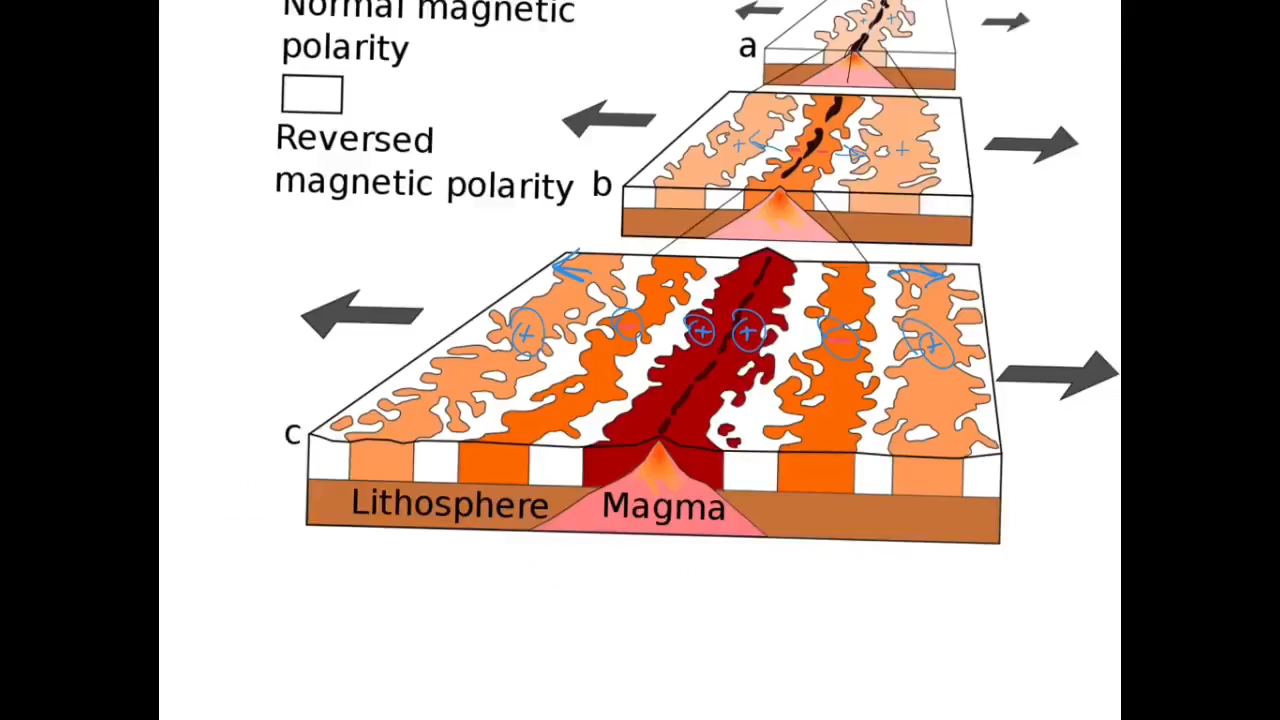 Normal magnetic
polarity
Reversed
magnetic polarity
a
b
c
+ +
+ - - +
+ - + + - +
Lithosphere Magma